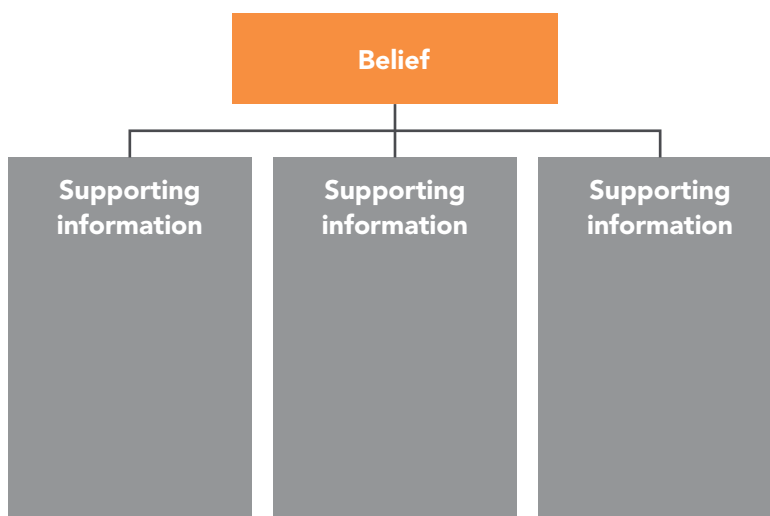 Belief
Supporting
information
Supporting
information
Supporting
information